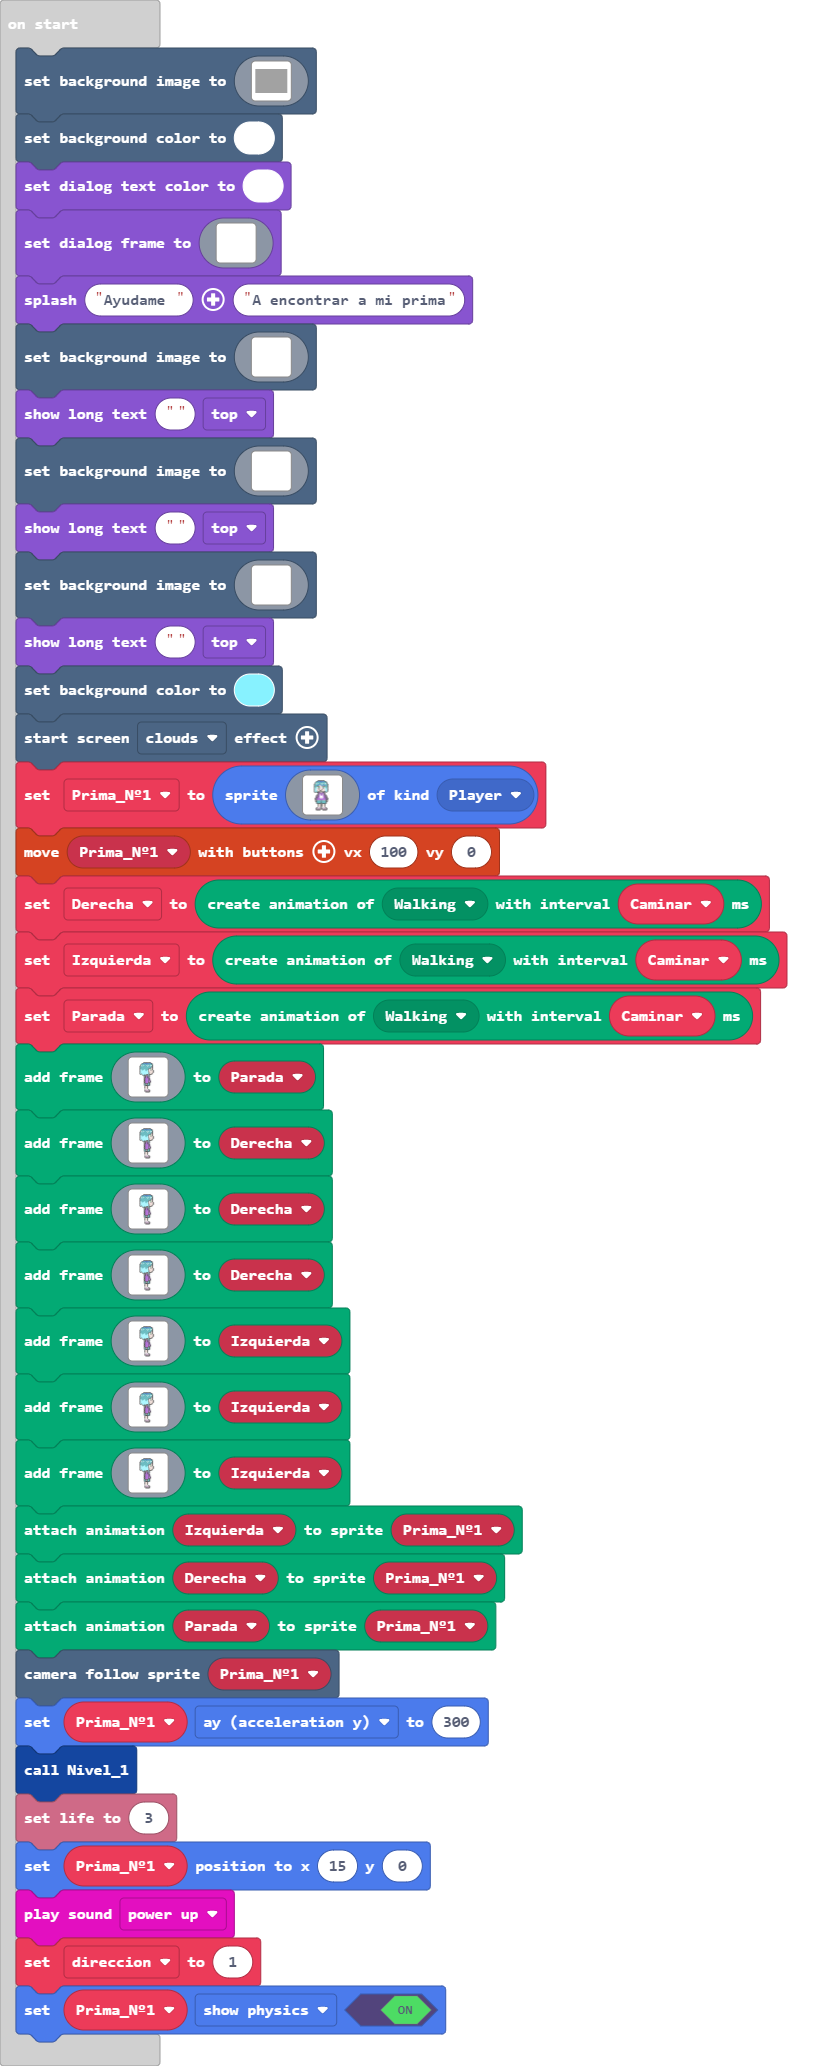 on start
set background image to
set background color to
set dialog text color to
set dialog frame to
splash "Ayudame " "A encontrar a mi prima"
set background image to
show long text " " top
set background image to
show long text " " top
set background image to
show long text " " top
set background color to
start screen clouds effect
set Prima_Nº1 to sprite of kind Player
move Prima_Nº1 with buttons vx 100 vy 0
set Derecha to create animation of Walking with interval Caminar ms
set Izquierda to create animation of Walking with interval Caminar ms
set Parada to create animation of Walking with interval Caminar ms
add frame to Parada
add frame to Derecha
add frame to Derecha
add frame to Derecha
add frame to Izquierda
add frame to Izquierda
add frame to Izquierda
attach animation Izquierda to sprite Prima_Nº1
attach animation Derecha to sprite Prima_Nº1
attach animation Parada to sprite Prima_Nº1
camera follow sprite Prima_Nº1
set Prima_Nº1 ay (acceleration y) to 300
call Nivel_1
set life to 3
set Prima_Nº1 position to x 15 y 0
play sound power up
set direccion to 1
set Prima_Nº1 show physics ON